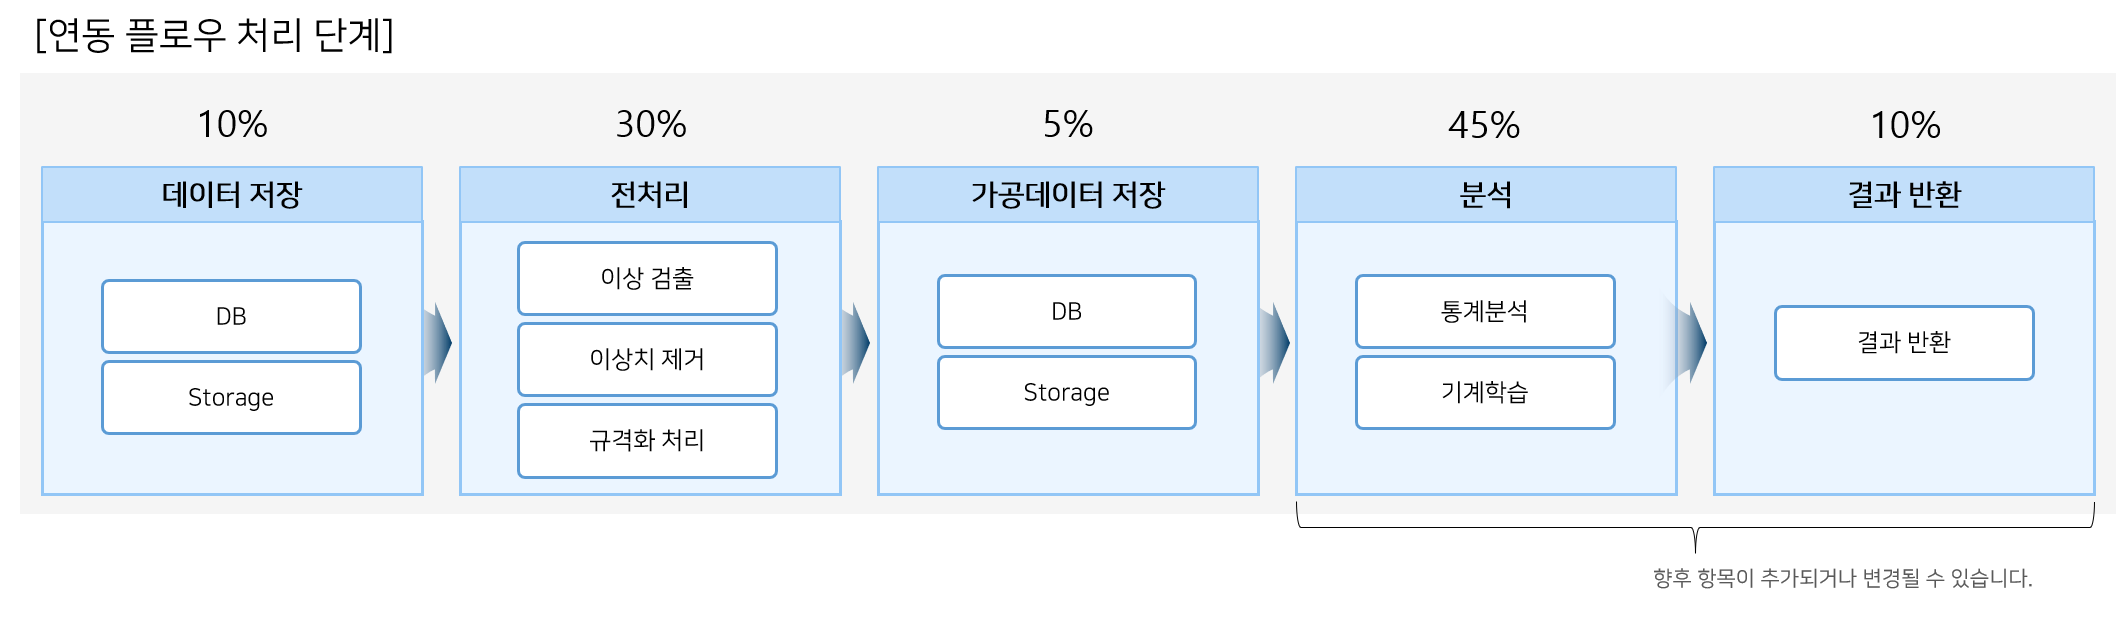 [연동 플로우 처리 단계]
10%
30%
5%
45%
10%
데이터 저장
전처리
가공데이터 저장
분석
결과 반환
DB
Storage
이상 검출
이상치 제거
규격화 처리
DB
Storage
통계분석
기계학습
결과 반환
향후 항목이 추가되거나 변경될 수 있습니다.